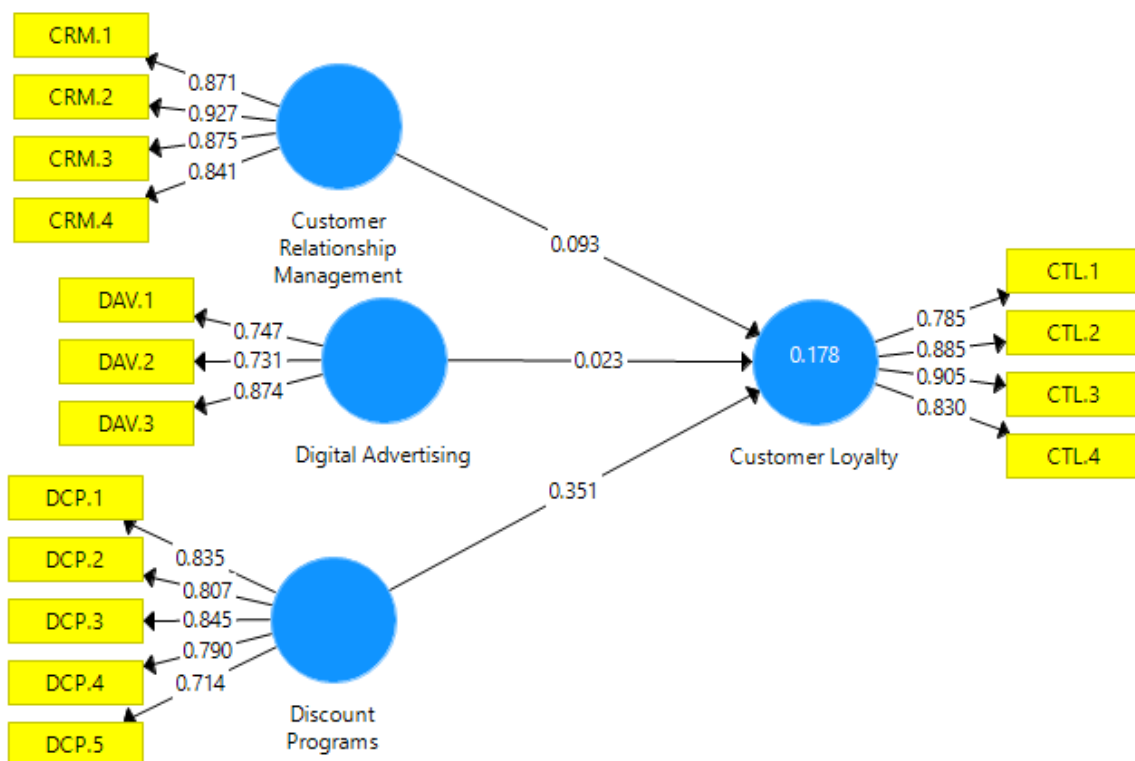 CRM.1
CRM.2
CRM.3
CRM.4
0.871
0.927
0.875
0.841
Customer
Relationship
Management
0.093
DAV.1
DAV.2
DAV.3
0.747
0.731
0.874
Digital Advertising
0.023
DCP.1
DCP.2
DCP.3
DCP.4
DCP.5
0.835
0.807
0.845
0.790
0.714
Discount
Programs
0.351
0.178
Customer Loyalty
0.785
0.885
0.905
0.830
CTL.1
CTL.2
CTL.3
CTL.4